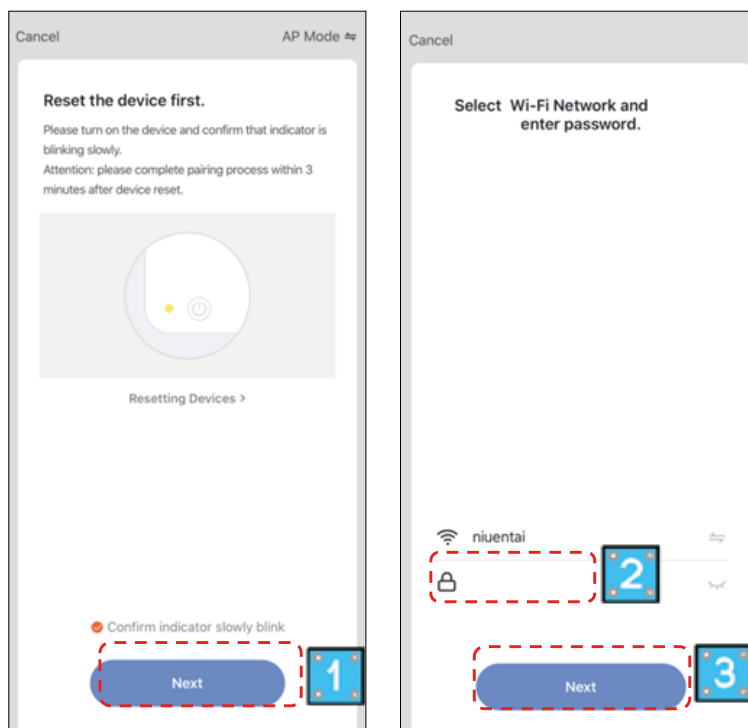 Cancel
AP Mode ⇋
Reset the device first.
Please turn on the device and confirm that indicator is
blinking slowly.
Attention: please complete pairing process within 3
minutes after device reset.
Resetting Devices >
Confirm indicator slowly blink
Next
1
Cancel
Select Wi-Fi Network and
enter password.
niuentai
2
Next
3